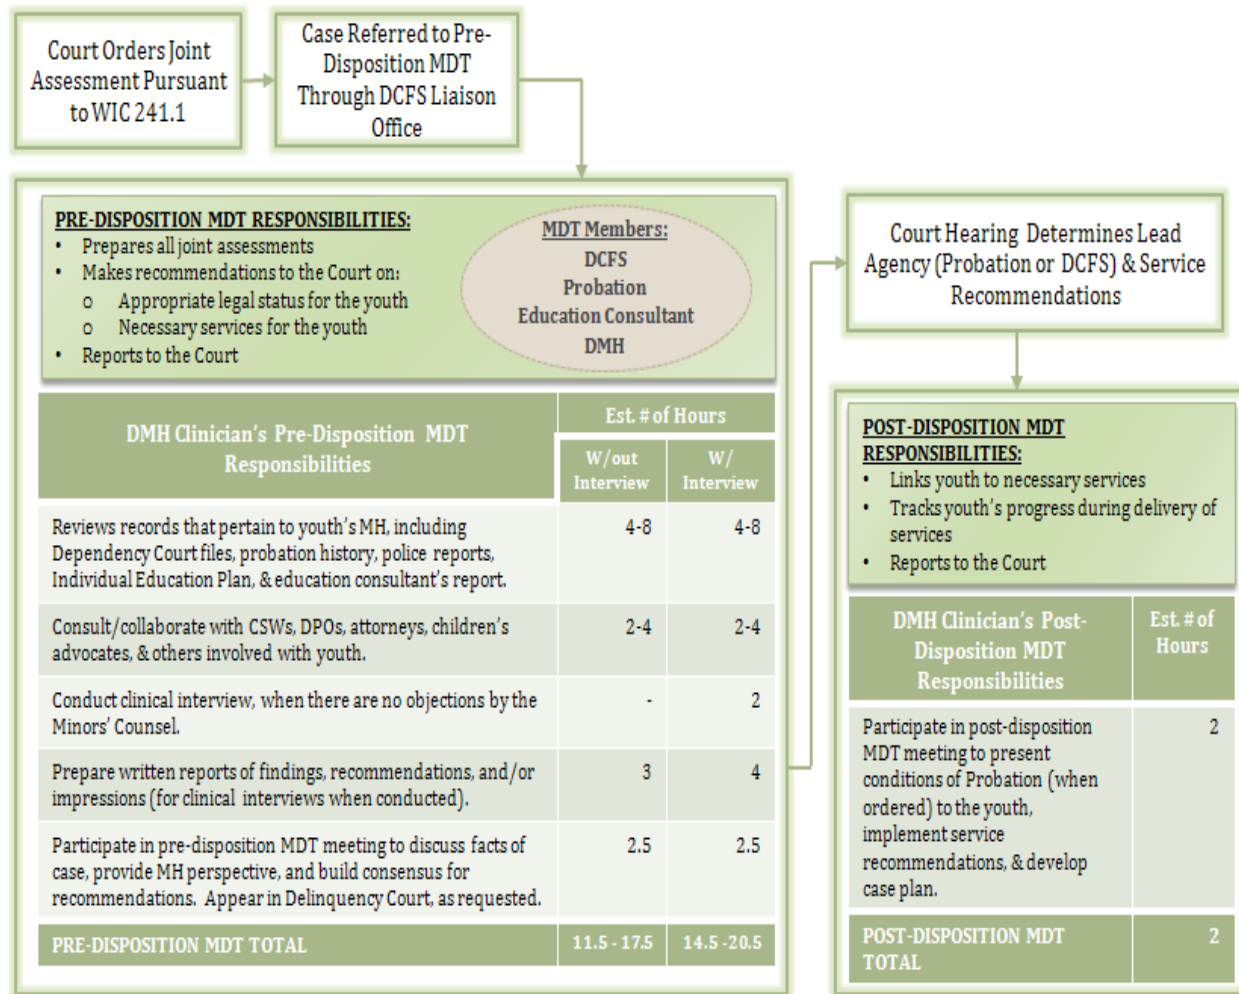 Court Orders Joint
Assessment Pursuant
to WIC 241.1
Case Referred to Pre-
Disposition MDT
Through DCFS Liaison
Office
PRE-DISPOSITION MDT RESPONSIBILITIES:
• Prepares all joint assessments
• Makes recommendations to the Court on:
o Appropriate legal status for the youth
o Necessary services for the youth
• Reports to the Court
MDT Members:
DCFS
Probation
Education Consultant
DMH
DMH Clinician's Pre-Disposition MDT
Responsibilities
Est. # of Hours
W/out
Interview
W/
Interview
Reviews records that pertain to youth's MH, including
Dependency Court files, probation history, police reports,
Individual Education Plan, & education consultant's report.
4-8
4-8
Consult/collaborate with CSWs, DPOs, attorneys, children's
advocates, & others involved with youth.
2-4
2-4
Conduct clinical interview, when there are no objections by the
Minors' Counsel.
-
2
Prepare written reports of findings, recommendations, and/or
impressions (for clinical interviews when conducted).
3
4
Participate in pre-disposition MDT meeting to discuss facts of
case, provide MH perspective, and build consensus for
recommendations. Appear in Delinquency Court, as requested.
2.5
2.5
PRE-DISPOSITION MDT TOTAL
11.5 - 17.5
14.5 -20.5
Court Hearing Determines Lead
Agency (Probation or DCFS) & Service
Recommendations
POST-DISPOSITION MDT
RESPONSIBILITIES:
• Links youth to necessary services
• Tracks youth's progress during delivery of
services
• Reports to the Court
DMH Clinician's Post-
Disposition MDT
Responsibilities
Est. # of
Hours
Participate in post-disposition
MDT meeting to present
conditions of Probation (when
ordered) to the youth,
implement service
recommendations, & develop
case plan.
2
POST-DISPOSITION MDT
TOTAL
2